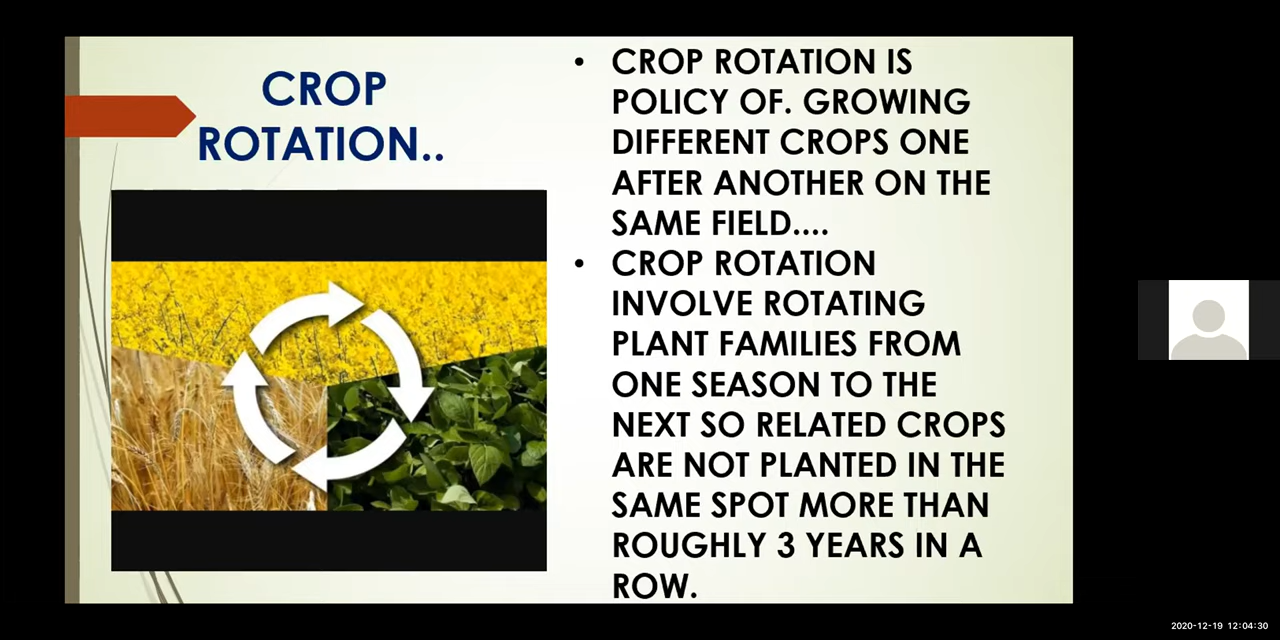 CROP
ROTATION..
• CROP ROTATION IS
POLICY OF. GROWING
DIFFERENT CROPS ONE
AFTER ANOTHER ON THE
SAME FIELD....
• CROP ROTATION
INVOLVE ROTATING
PLANT FAMILIES FROM
ONE SEASON TO THE
NEXT SO RELATED CROPS
ARE NOT PLANTED IN THE
SAME SPOT MORE THAN
ROUGHLY 3 YEARS IN A
ROW.
2020-12-19 12:04:30